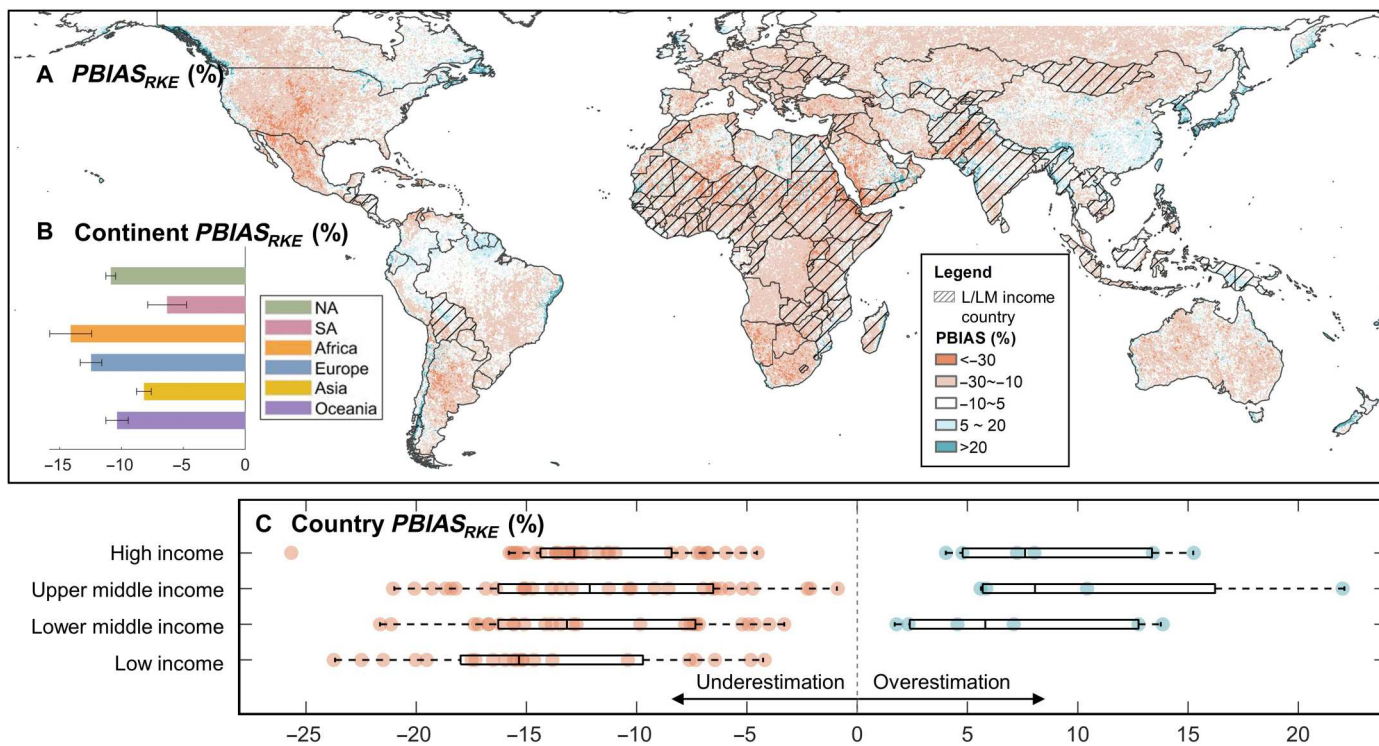 A PBIAS_RKE (%)
B Continent PBIAS_RKE (%)
NA
SA
Africa
Europe
Asia
Oceania
−15 −10 −5 0
Legend
L/LM income
country
PBIAS (%)
<−30
−30~−10
−10~5
5 ~ 20
>20
C Country PBIAS_RKE (%)
High income
Upper middle income
Lower middle income
Low income
Underestimation Overestimation
−25 −20 −15 −10 −5 0 5 10 15 20